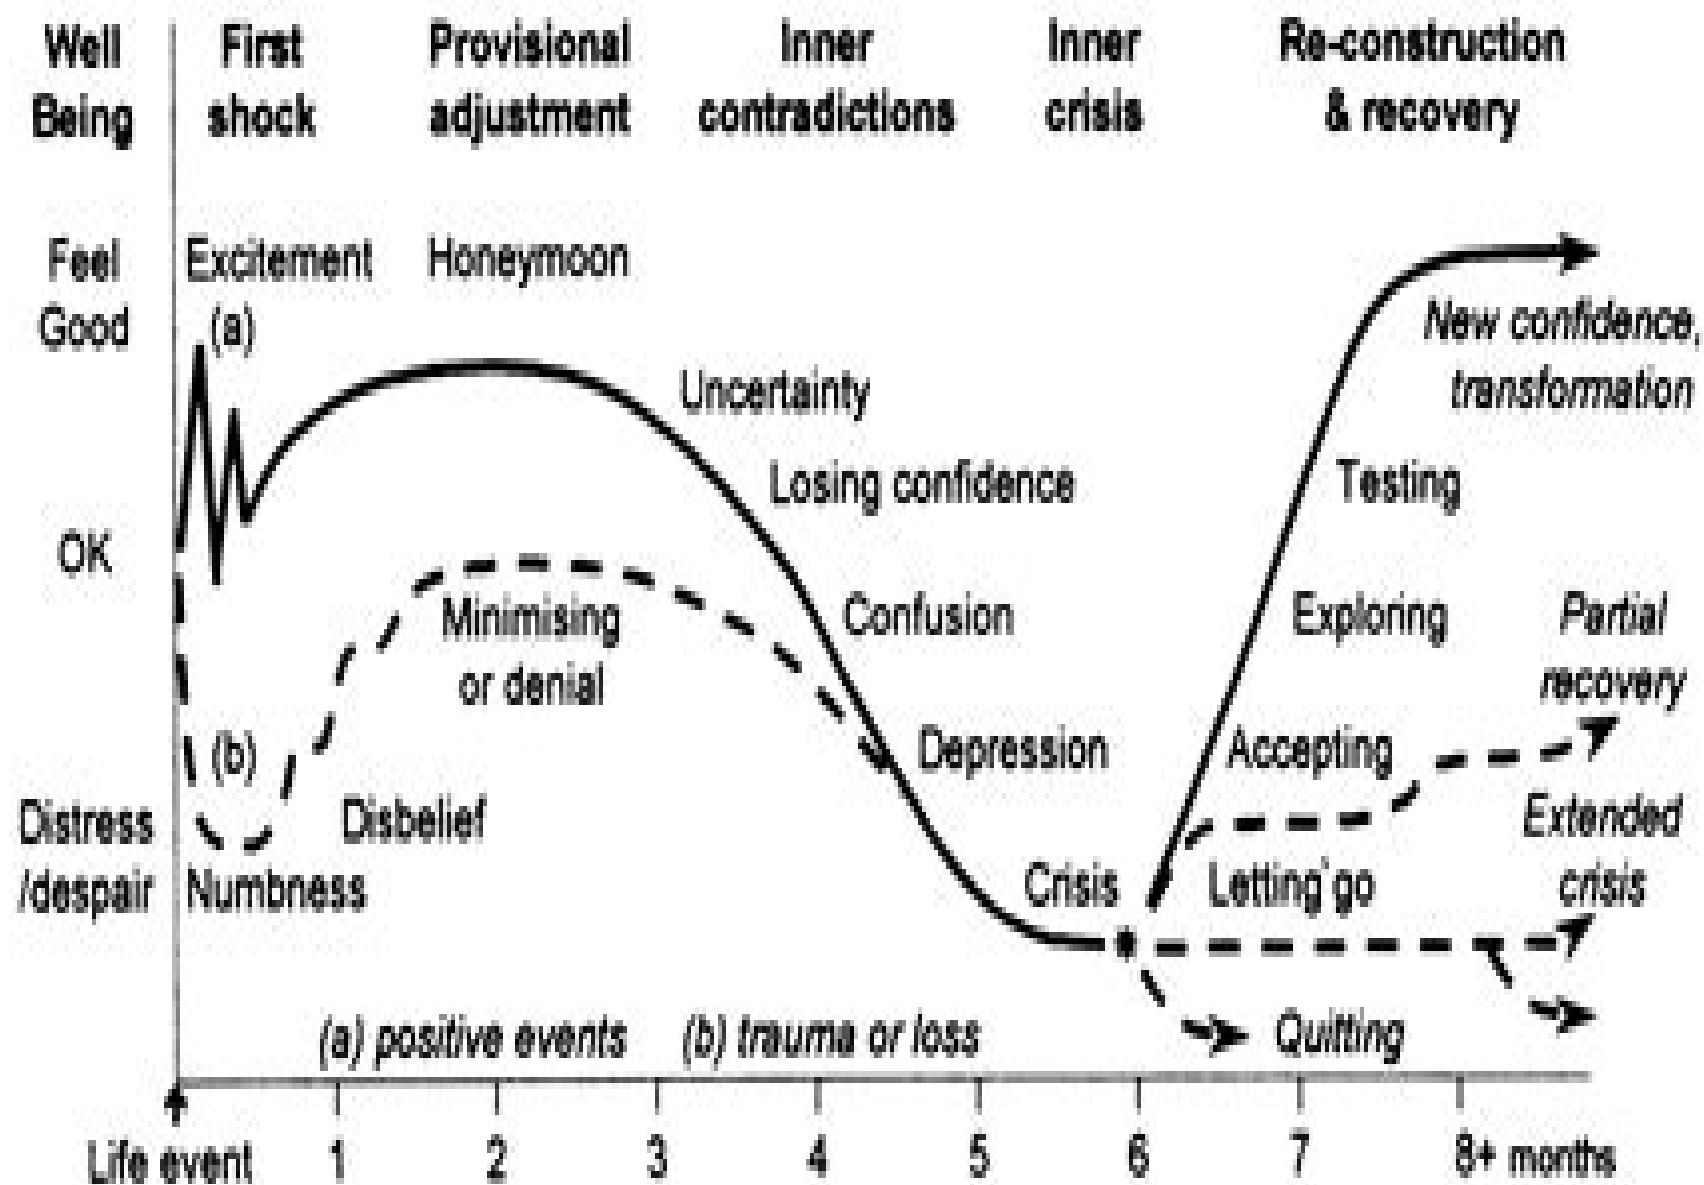 Well First Provisional Inner Inner Re-construction
Being shock adjustment contradictions crisis & recovery
Feel Excitement Honeymoon
Good (a)
New confidence,
transformation
Uncertainty
Losing confidence Testing
OK
Minimising Confusion Exploring Partial
or denial recovery
(b) Depression Accepting
Distress Disbelief Extended
/despair Numbness Crisis Letting go crisis
(a) positive events (b) trauma or loss Quitting
Life event 1 2 3 4 5 6 7 8+ months